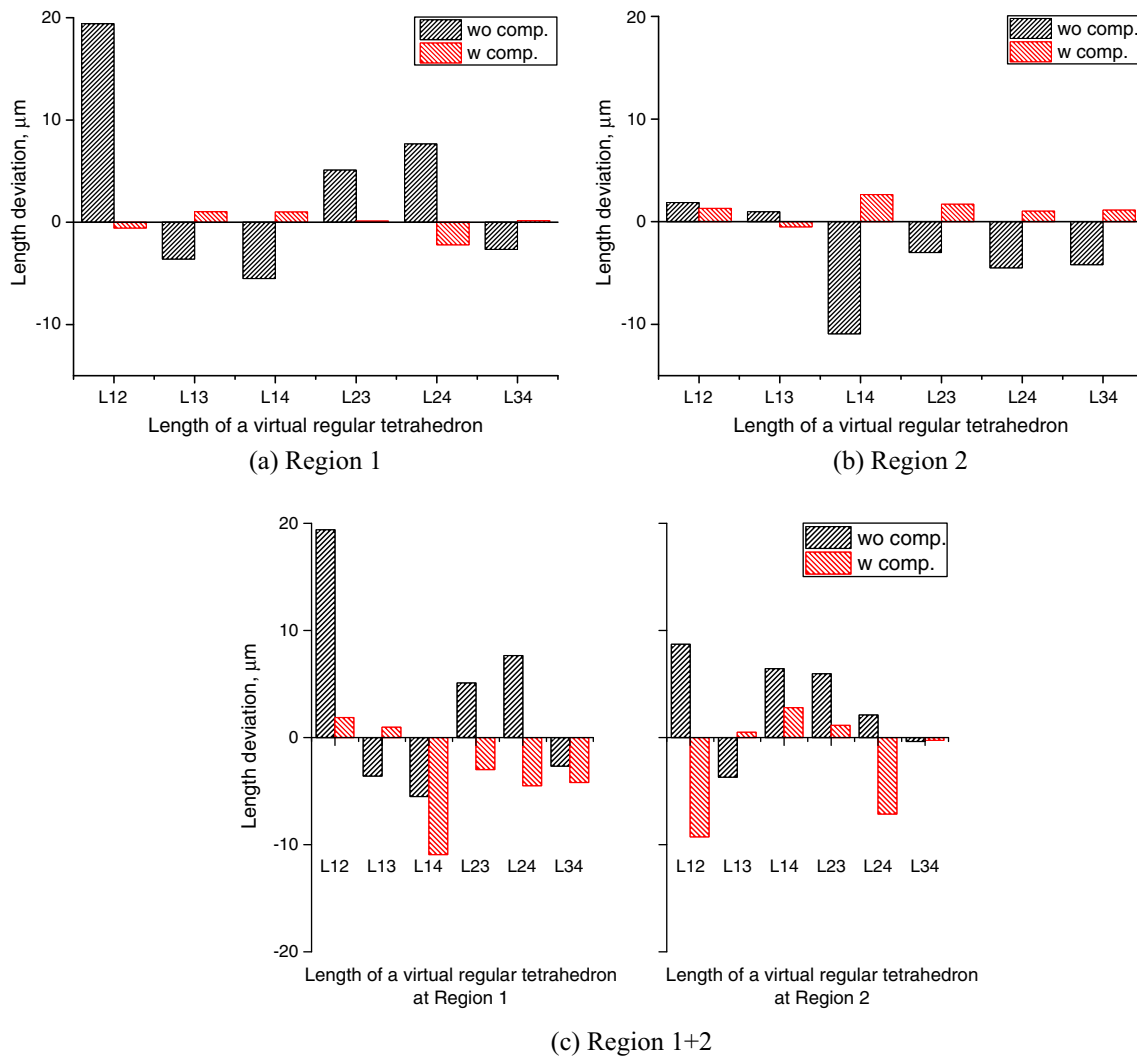 20
10
0
-10
Length deviation, μm
wo comp.
w comp.
L12 L13 L14 L23 L24 L34
Length of a virtual regular tetrahedron
(a) Region 1
20
10
0
-10
Length deviation, μm
wo comp.
w comp.
L12 L13 L14 L23 L24 L34
Length of a virtual regular tetrahedron
(b) Region 2
20
10
0
-10
-20
Length deviation, μm
L12 L13 L14 L23 L24 L34
Length of a virtual regular tetrahedron
at Region 1
wo comp.
w comp.
L12 L13 L14 L23 L24 L34
Length of a virtual regular tetrahedron
at Region 2
(c) Region 1+2